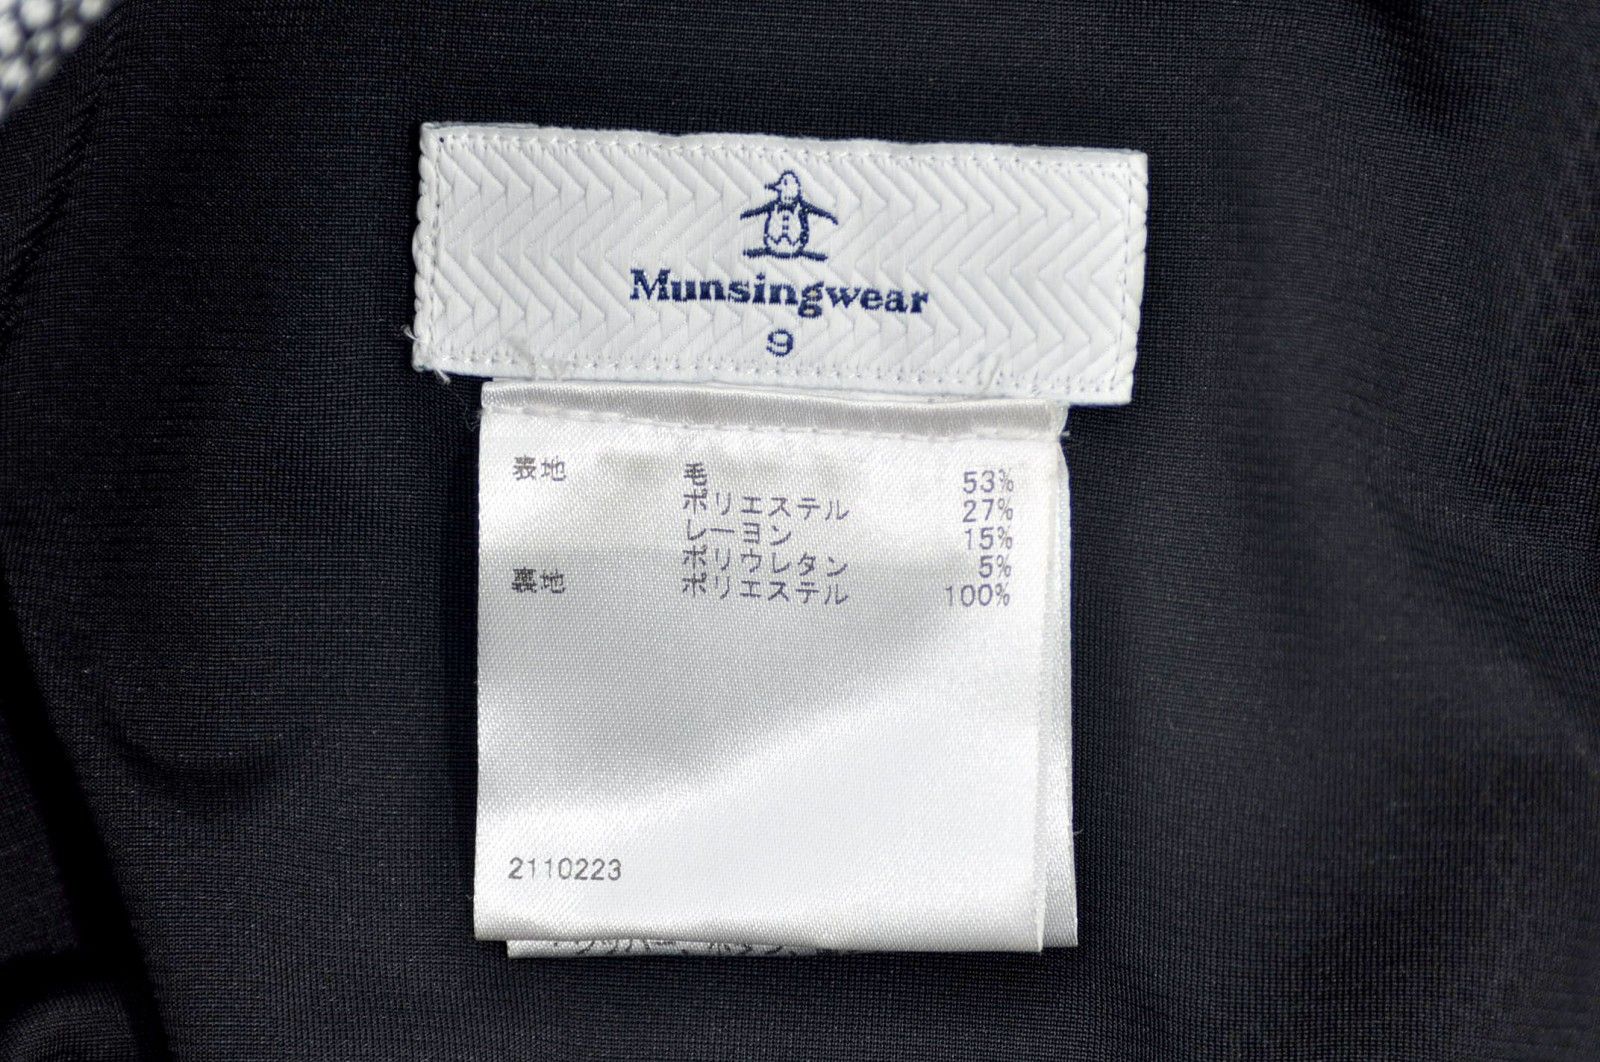 Munsingwear
9
表地 毛 53%
ポリエステル 27%
レーヨン 15%
ポリウレタン 5%
裏地 ポリエステル 100%
2110223